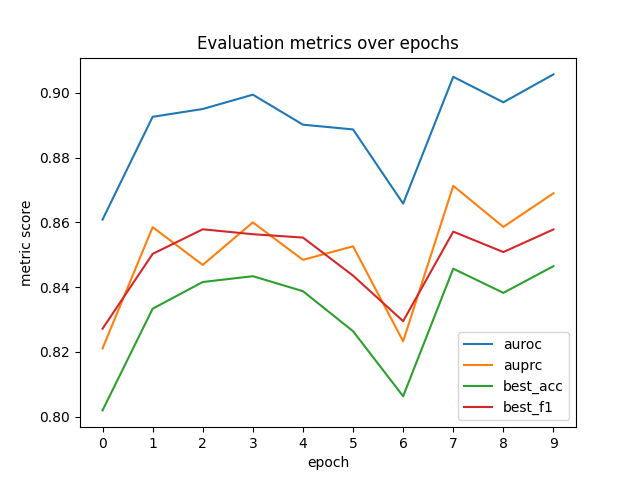 Evaluation metrics over epochs
metric score
0.90
0.88
0.86
0.84
0.82
0.80
0 1 2 3 4 5 6 7 8 9
epoch
auroc
auprc
best_acc
best_f1